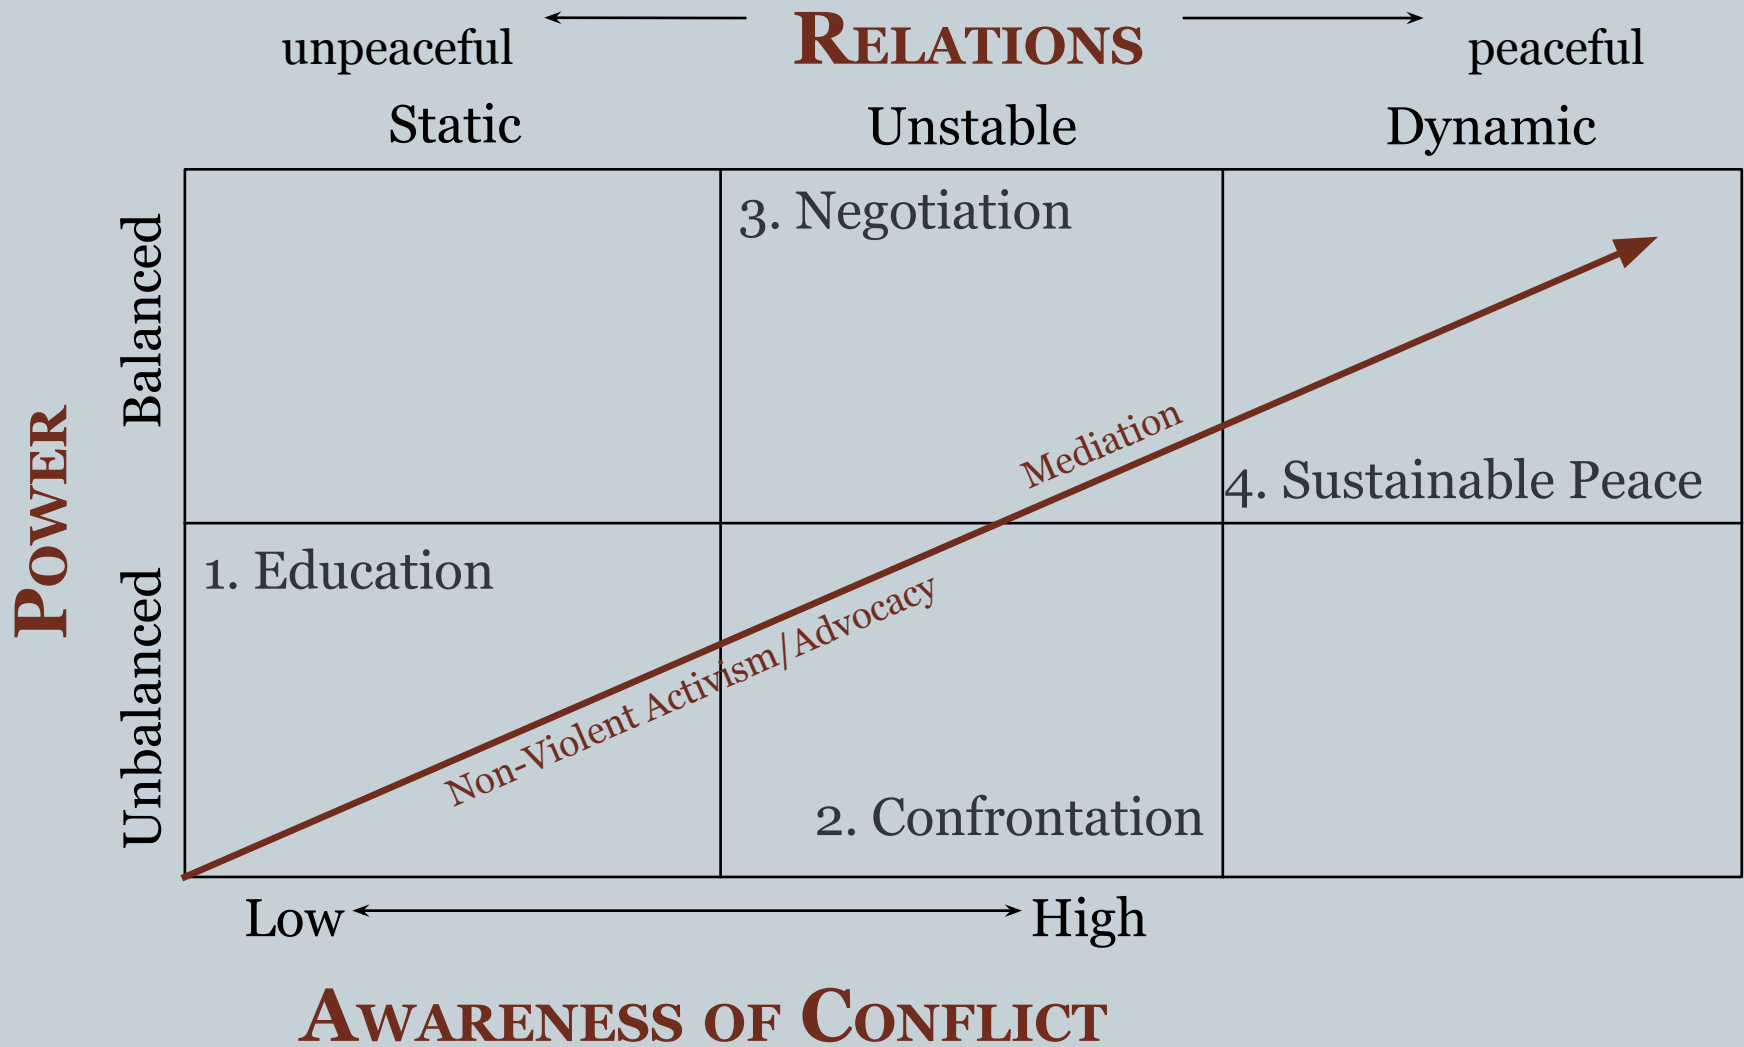 RELATIONS
unpeaceful
peaceful
Static
Unstable
Dynamic
POWER
Balanced
Unbalanced
3. Negotiation
Mediation
4. Sustainable Peace
1. Education
Non-Violent Activism/Advocacy
2. Confrontation
Low
High
AWARENESS OF CONFLICT